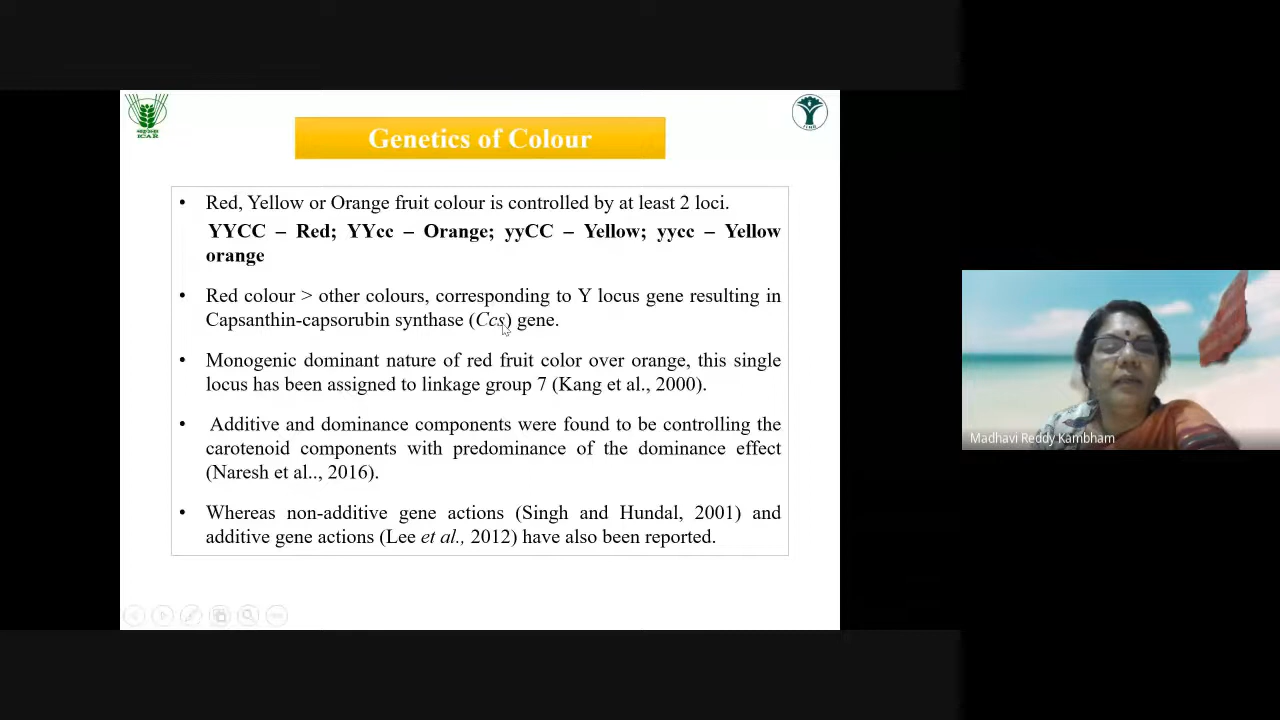 Genetics of Colour
• Red, Yellow or Orange fruit colour is controlled by at least 2 loci.
YYCC – Red; YYcc – Orange; yyCC – Yellow; yycc – Yellow
orange
• Red colour > other colours, corresponding to Y locus gene resulting in
Capsanthin-capsorubin synthase (Ccs) gene.
• Monogenic dominant nature of red fruit color over orange, this single
locus has been assigned to linkage group 7 (Kang et al., 2000).
• Additive and dominance components were found to be controlling the
carotenoid components with predominance of the dominance effect
(Naresh et al.., 2016).
• Whereas non-additive gene actions (Singh and Hundal, 2001) and
additive gene actions (Lee et al., 2012) have also been reported.
ICAR
Madhavi Reddy Kambham